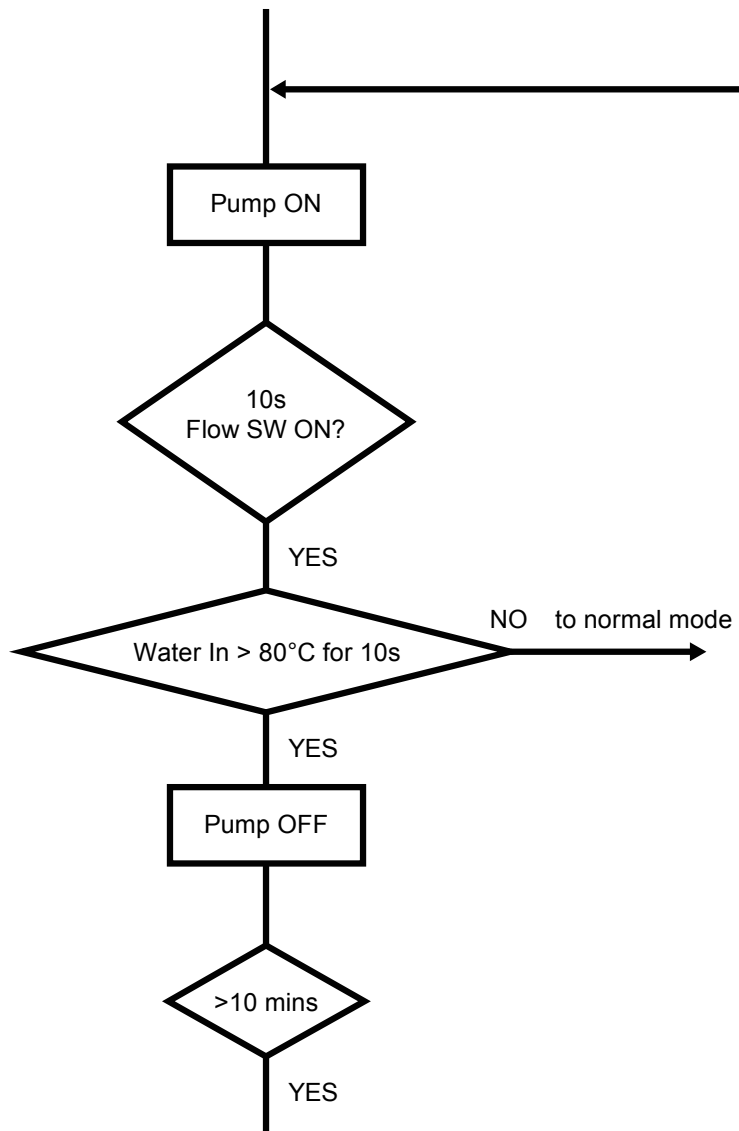 Pump ON
10s
Flow SW ON?
YES
NO to normal mode
Water In > 80°C for 10s
YES
Pump OFF
>10 mins
YES